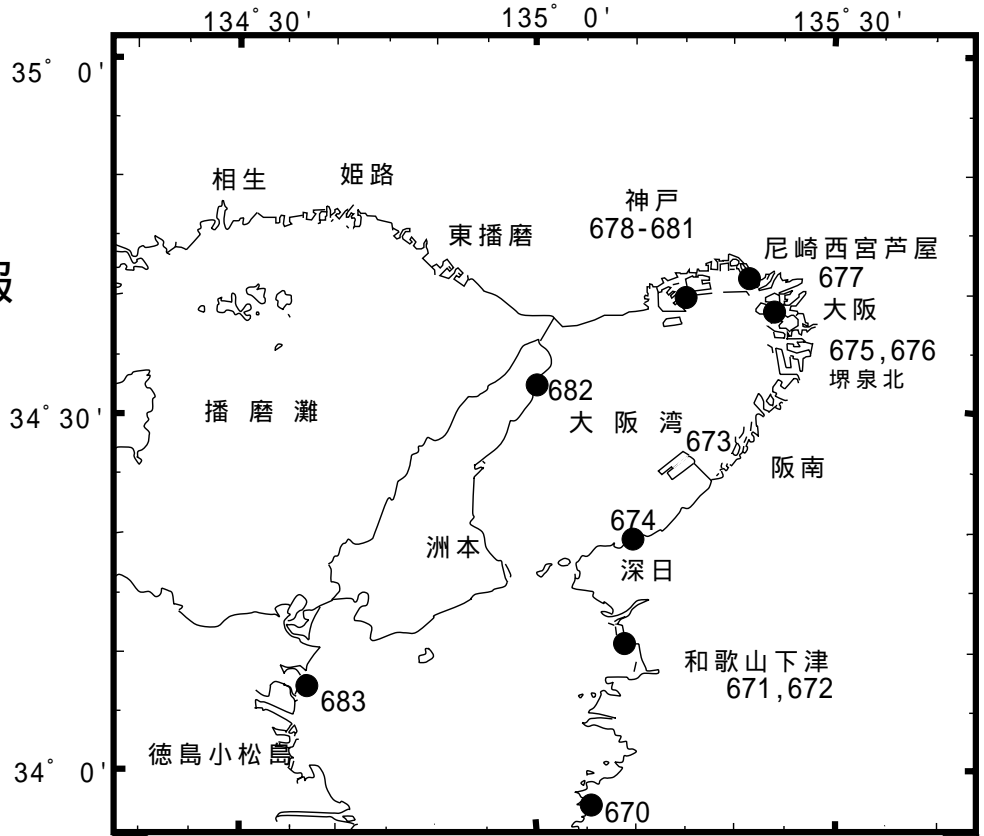 134°30' 135° 0' 135°30'
35° 0'
相生 姫路
神戸
678-681
東播磨
尼崎西宮芦屋
677
報
大阪
675,676
堺泉北
682
34°30'
播磨灘
大阪湾
673
阪南
674
洲本
深日
和歌山下津
671,672
683
徳島小松島
34° 0'
670